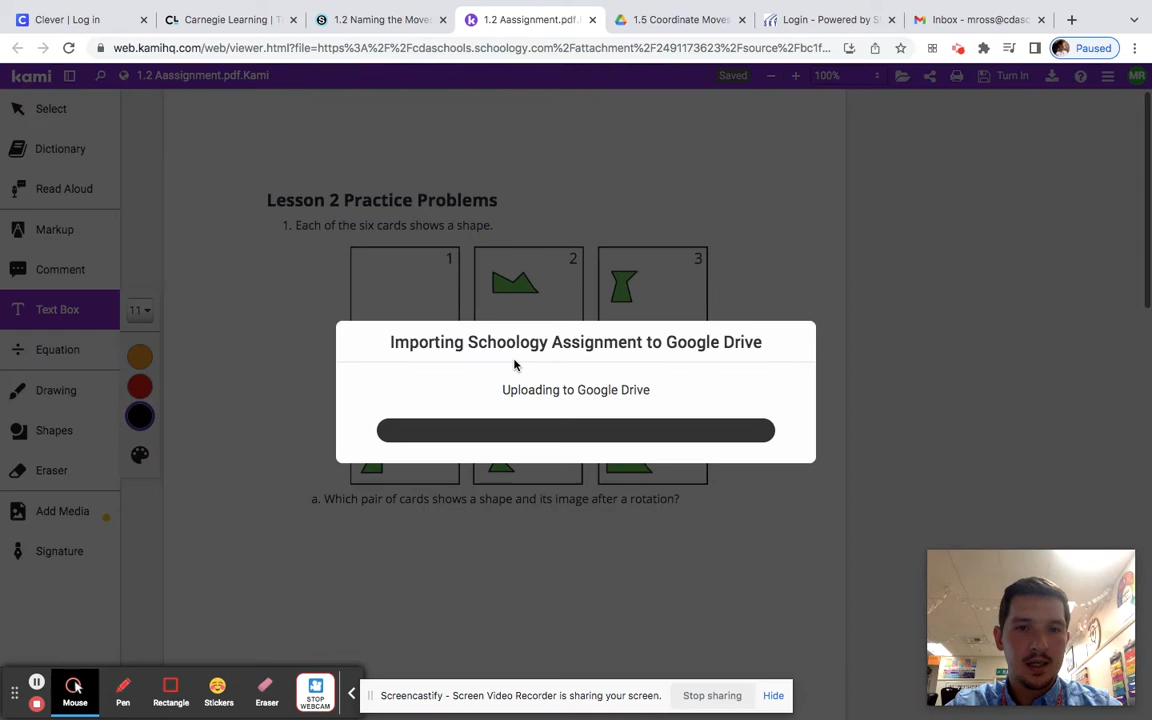 Clever | Log in
Carnegie Learning | T
1.2 Naming the Moves
1.2 Aassignment.pdf.
1.5 Coordinate Moves
Login - Powered by S
Inbox - mross@cdasc
web.kamihq.com/web/viewer.html?file=https%3A%2F%2Fcdaschools.schoology.com%2Fattachment%2F2491173623%2Fsource%2Fbc1f...
Paused
kami
1.2 Aassignment.pdf.Kami
Saved
100%
Turn In
MR
Select
Dictionary
Read Aloud
Markup
Comment
Text Box
11
Equation
Drawing
Shapes
Eraser
Add Media
Signature
Lesson 2 Practice Problems
1. Each of the six cards shows a shape.
1
2
3
Importing Schoology Assignment to Google Drive
Uploading to Google Drive
a. Which pair of cards shows a shape and its image after a rotation?
Mouse
Pen
Rectangle
Stickers
Eraser
STOP WEBCAM
Screencastify - Screen Video Recorder is sharing your screen.
Stop sharing
Hide